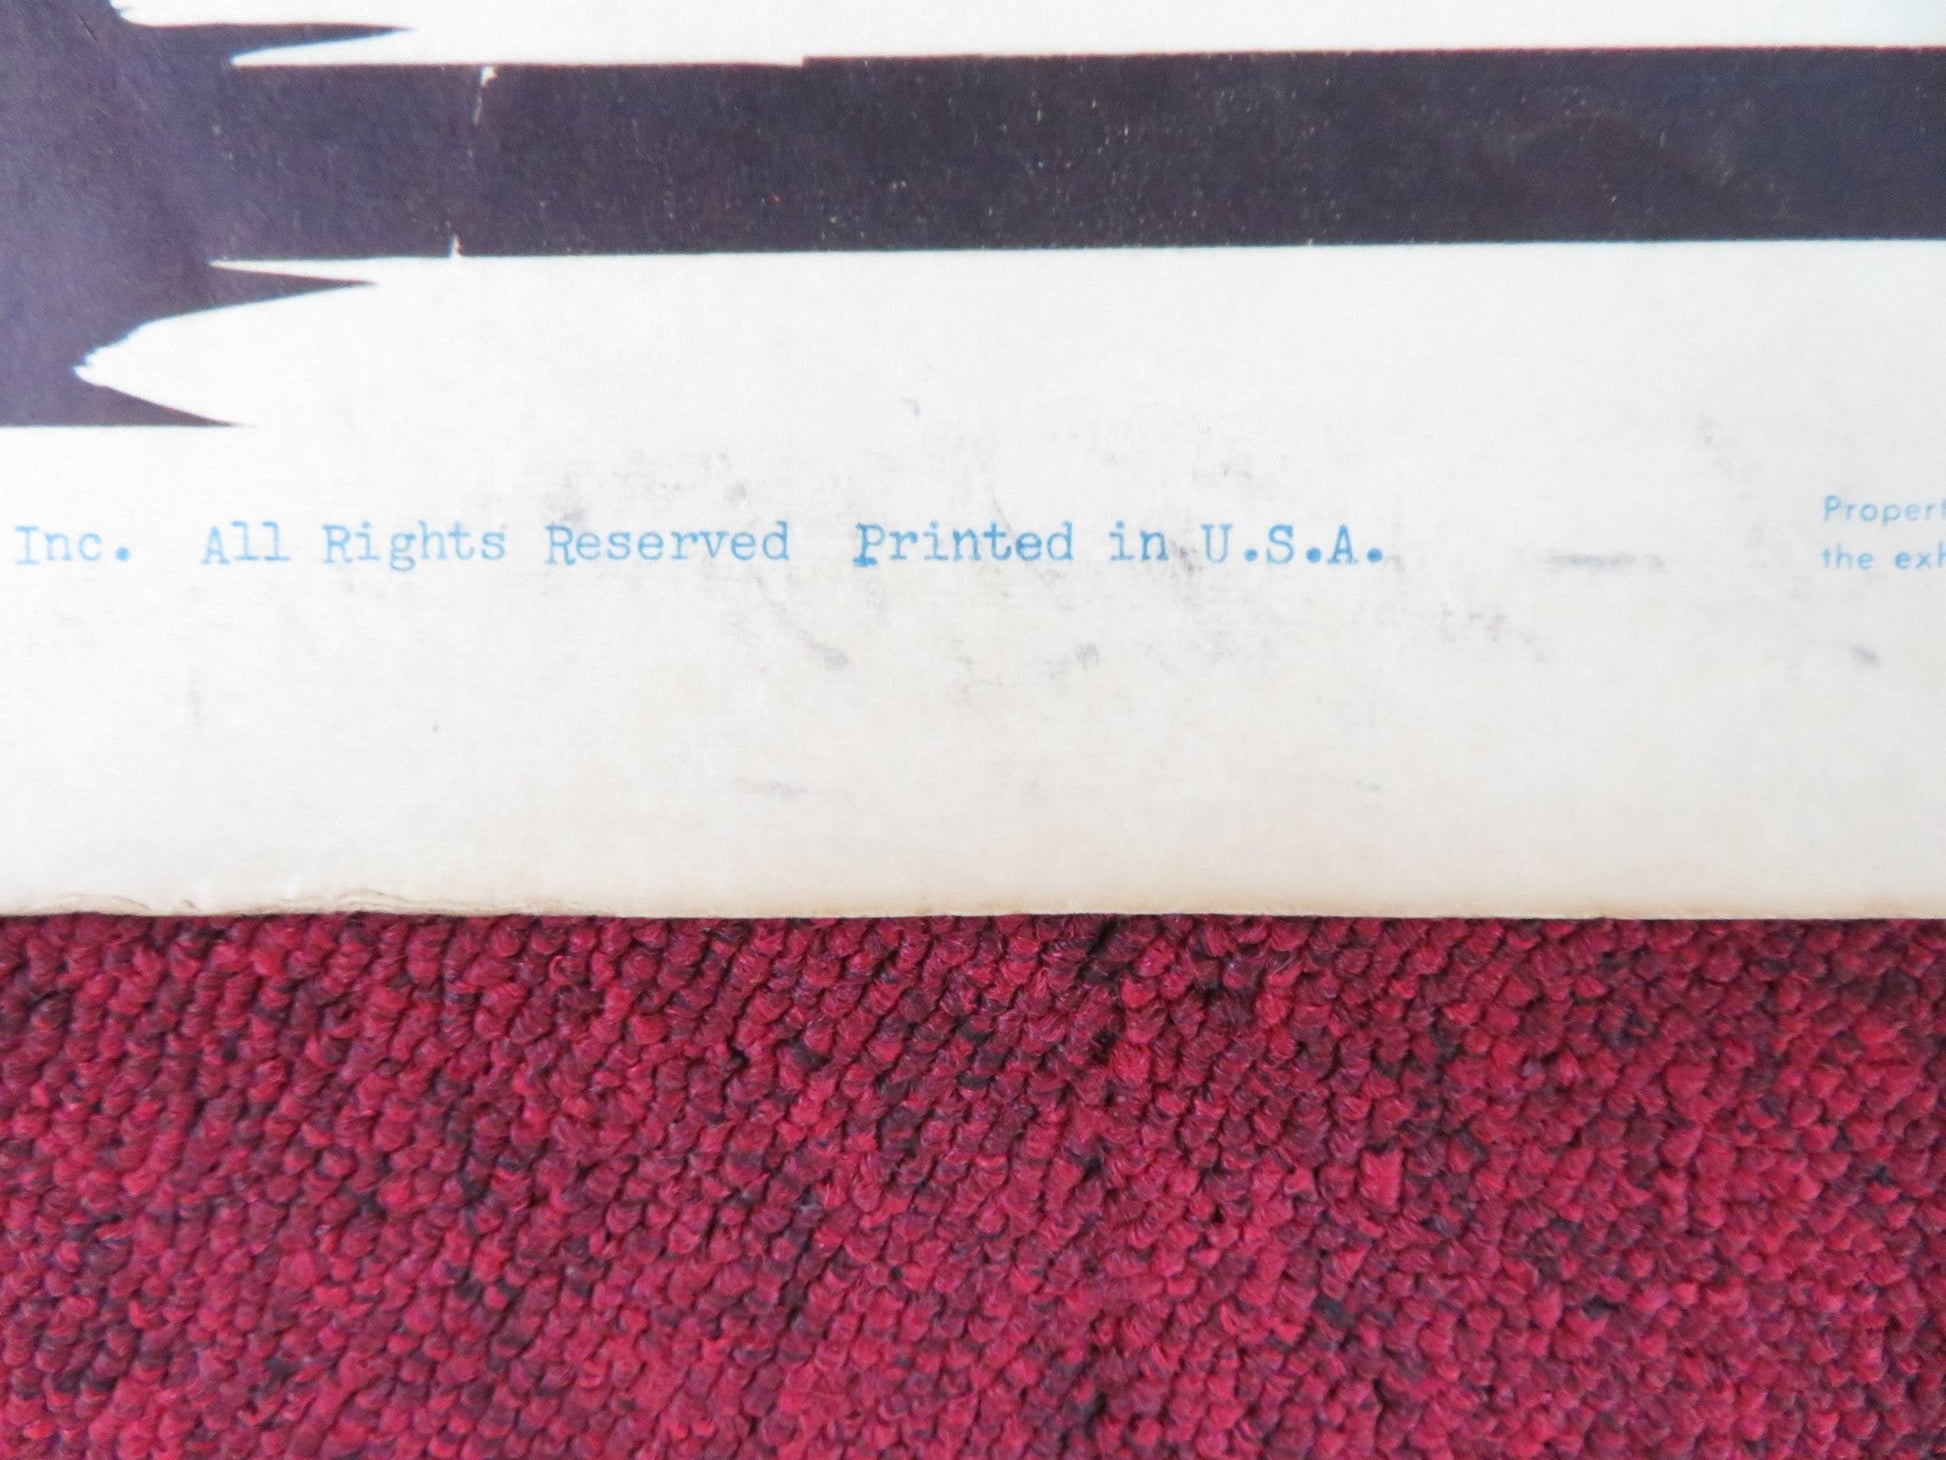 Inc. All Rights Reserved Printed in U.S.A.
Propert
the exh